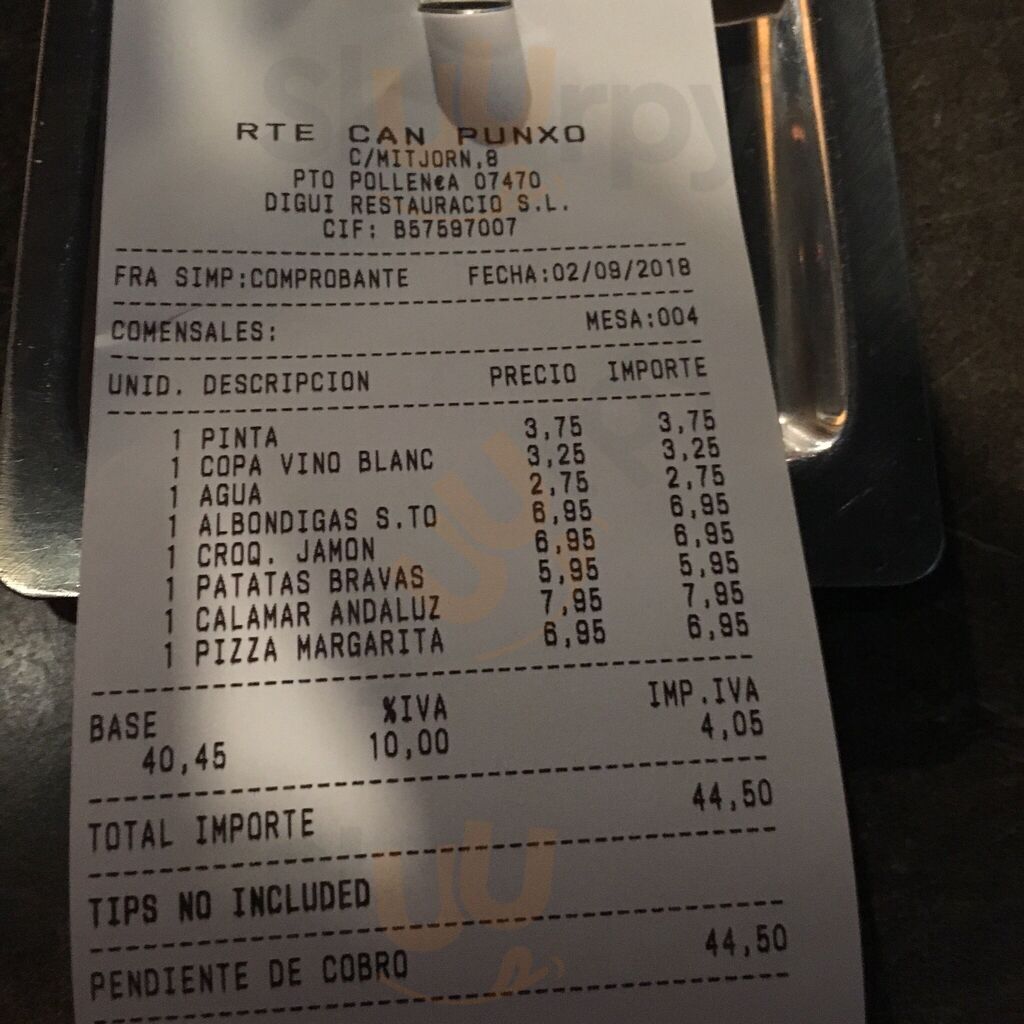 RTE CAN PUNXO
C/MITJORN,8
PTO POLLEN€A 07470
DIGUI RESTAURACIO S.L.
CIF: B57597007
FRA SIMP:COMPROBANTE FECHA:02/09/2018
COMENSALES: MESA:004
UNID. DESCRIPCION PRECIO IMPORTE
1 PINTA 3,75 3,75
1 COPA VINO BLANC 3,25 3,25
1 AGUA 2,75 2,75
1 ALBONDIGAS S.TO 6,95 6,95
1 CROQ. JAMON 6,95 6,95
1 PATATAS BRAVAS 5,95 5,95
1 CALAMAR ANDALUZ 7,95 7,95
1 PIZZA MARGARITA 6,95 6,95
BASE %IVA IMP.IVA
40,45 10,00 4,05
TOTAL IMPORTE 44,50
TIPS NO INCLUDED
PENDIENTE DE COBRO 44,50